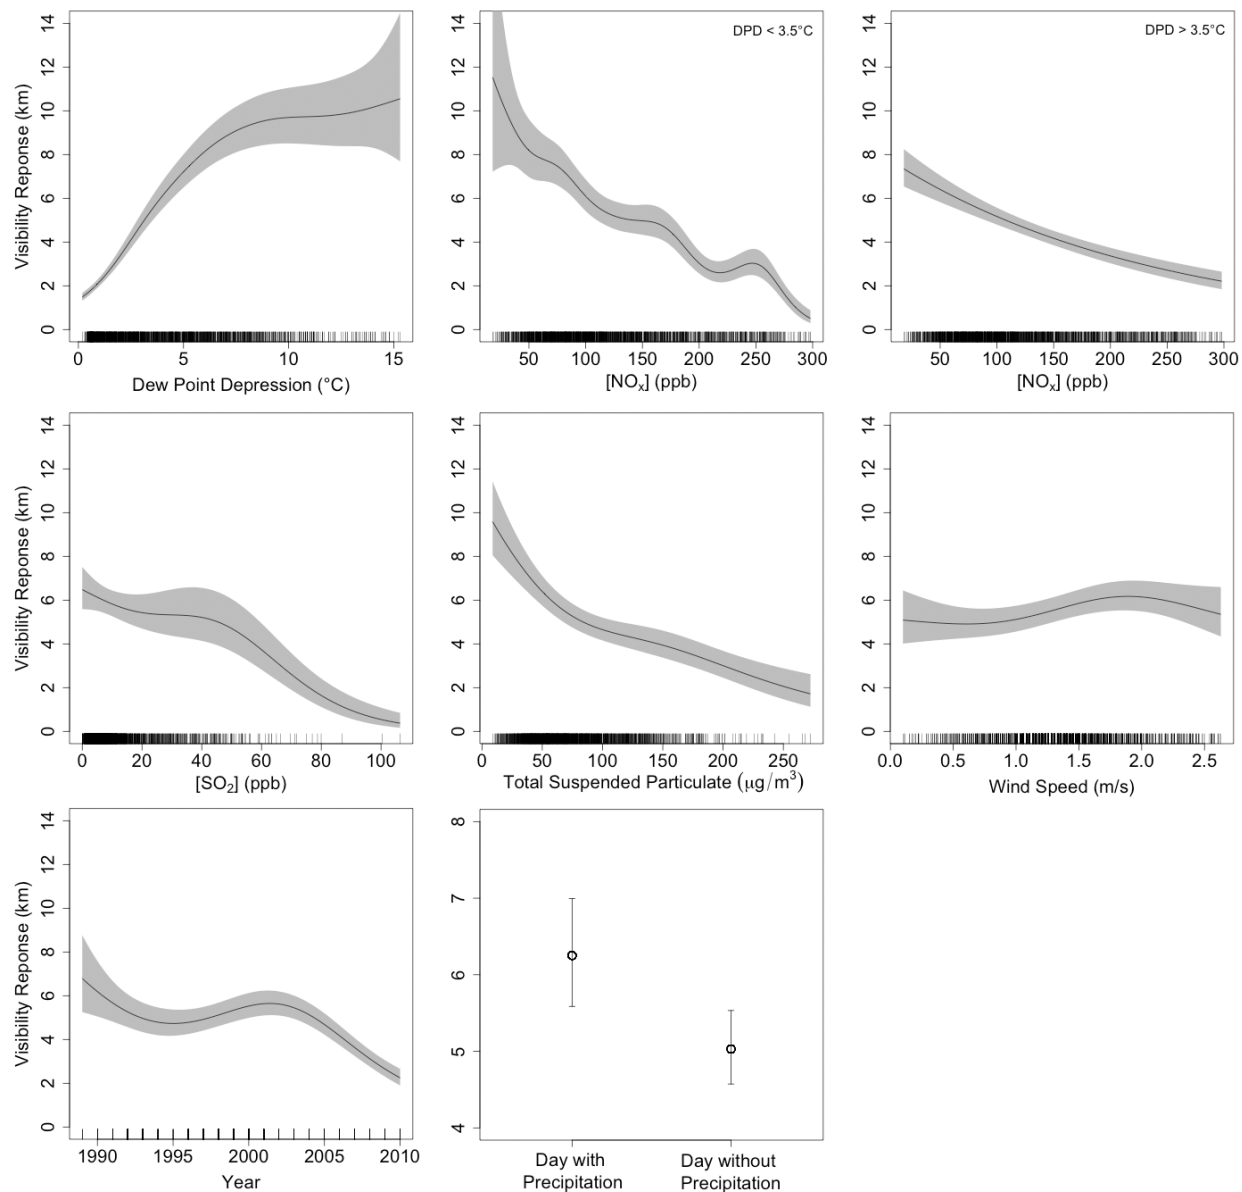 14
12
10
8
6
4
2
0
Visibility Reponse (km)
0 5 10 15
Dew Point Depression (°C)
DPD < 3.5°C
14
12
10
8
6
4
2
0
50 100 150 200 250 300
[NOx] (ppb)
DPD > 3.5°C
14
12
10
8
6
4
2
0
50 100 150 200 250 300
[NOx] (ppb)
14
12
10
8
6
4
2
0
Visibility Reponse (km)
0 20 40 60 80 100
[SO2] (ppb)
14
12
10
8
6
4
2
0
0 50 100 150 200 250
Total Suspended Particulate (μg/m³)
14
12
10
8
6
4
2
0
0.0 0.5 1.0 1.5 2.0 2.5
Wind Speed (m/s)
14
12
10
8
6
4
2
0
Visibility Reponse (km)
1990 1995 2000 2005 2010
Year
8
7
6
5
4
Day with
Precipitation
Day without
Precipitation